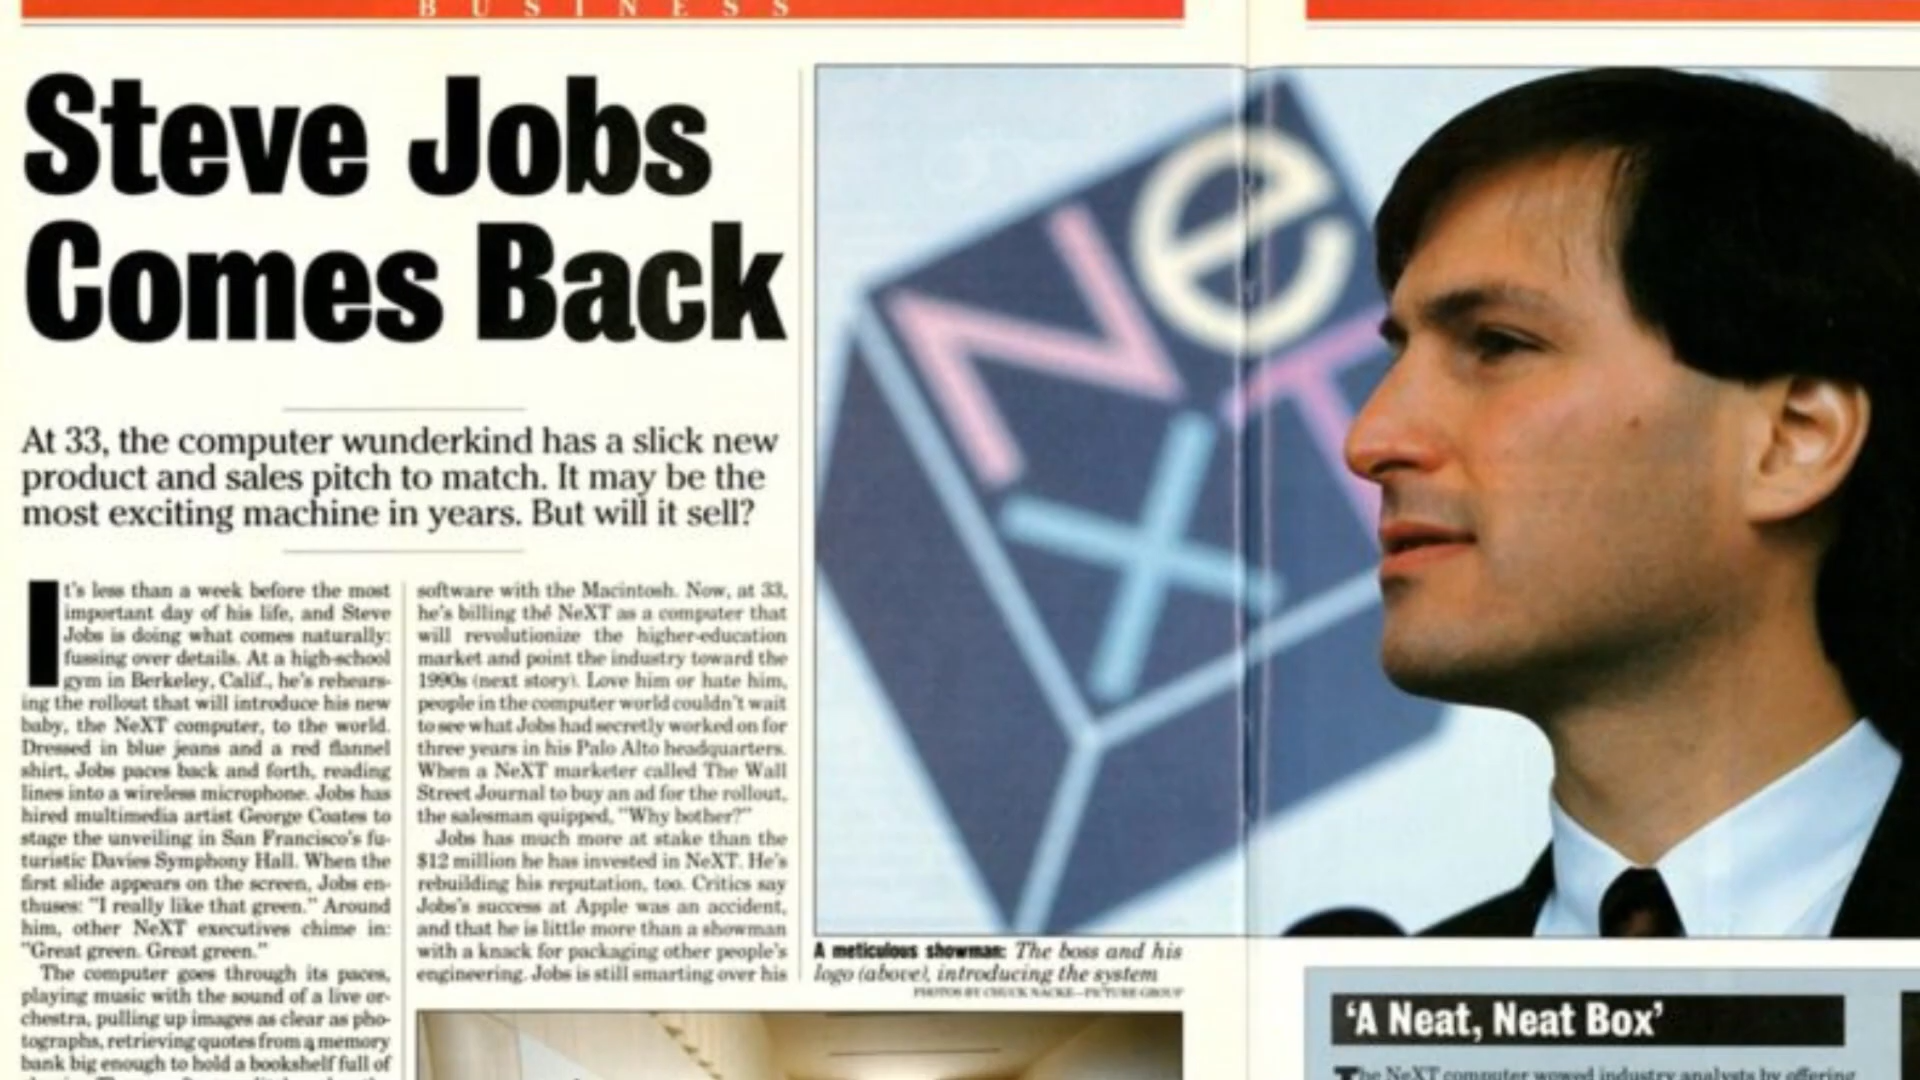 BUSINESS
Steve Jobs
Comes Back
At 33, the computer wunderkind has a slick new
product and sales pitch to match. It may be the
most exciting machine in years. But will it sell?
It's less than a week before the most
important day of his life, and Steve
Jobs is doing what comes naturally:
fussing over details. At a high-school
gym in Berkeley, Calif., he's rehears-
ing the rollout that will introduce his new
baby, the NeXT computer, to the world.
Dressed in blue jeans and a red flannel
shirt, Jobs paces back and forth, reading
lines into a wireless microphone. Jobs has
hired multimedia artist George Coates to
stage the unveiling in San Francisco's fu-
turistic Davies Symphony Hall. When the
first slide appears on the screen, Jobs en-
thuses: "I really like that green." Around
him, other NeXT executives chime in:
"Great green. Great green."
The computer goes through its paces,
playing music with the sound of a live or-
chestra, pulling up images as clear as pho-
tographs, retrieving quotes from a memory
bank big enough to hold a bookshelf full of
software with the Macintosh. Now, at 33,
he's billing the NeXT as a computer that
will revolutionize the higher-education
market and point the industry toward the
1990s (next story). Love him or hate him,
people in the computer world couldn't wait
to see what Jobs had secretly worked on for
three years in his Palo Alto headquarters.
When a NeXT marketer called The Wall
Street Journal to buy an ad for the rollout,
the salesman quipped, "Why bother?"
Jobs has much more at stake than the
$12 million he has invested in NeXT. He's
rebuilding his reputation, too. Critics say
Jobs's success at Apple was an accident,
and that he is little more than a showman
with a knack for packaging other people's
engineering. Jobs is still smarting over his
NeXT
A meticulous showman: The boss and his
logo (above), introducing the system
PHOTOS BY CHUCK NACKE—PICTURE GROUP
'A Neat, Neat Box'
The NeXT computer wowed industry analysts by offering